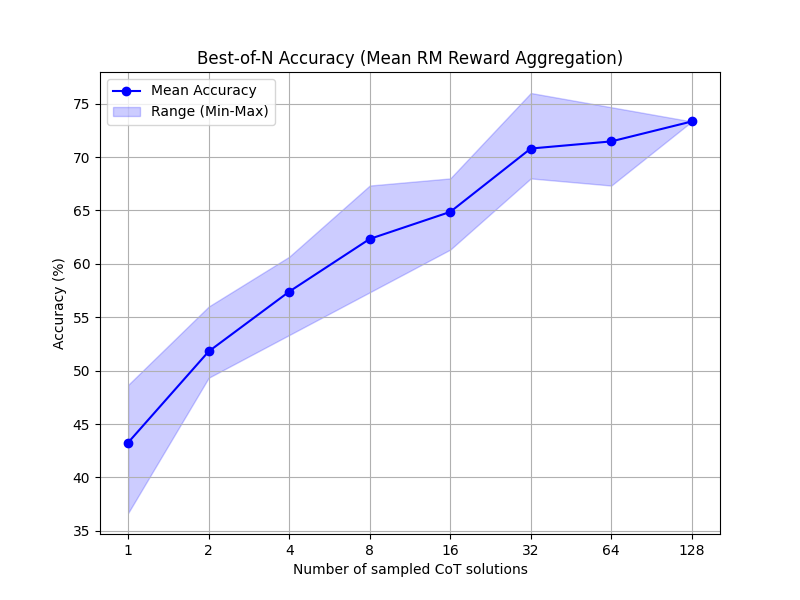 Best-of-N Accuracy (Mean RM Reward Aggregation)
Mean Accuracy
Range (Min-Max)
Accuracy (%)
75
70
65
60
55
50
45
40
35
1 2 4 8 16 32 64 128
Number of sampled CoT solutions